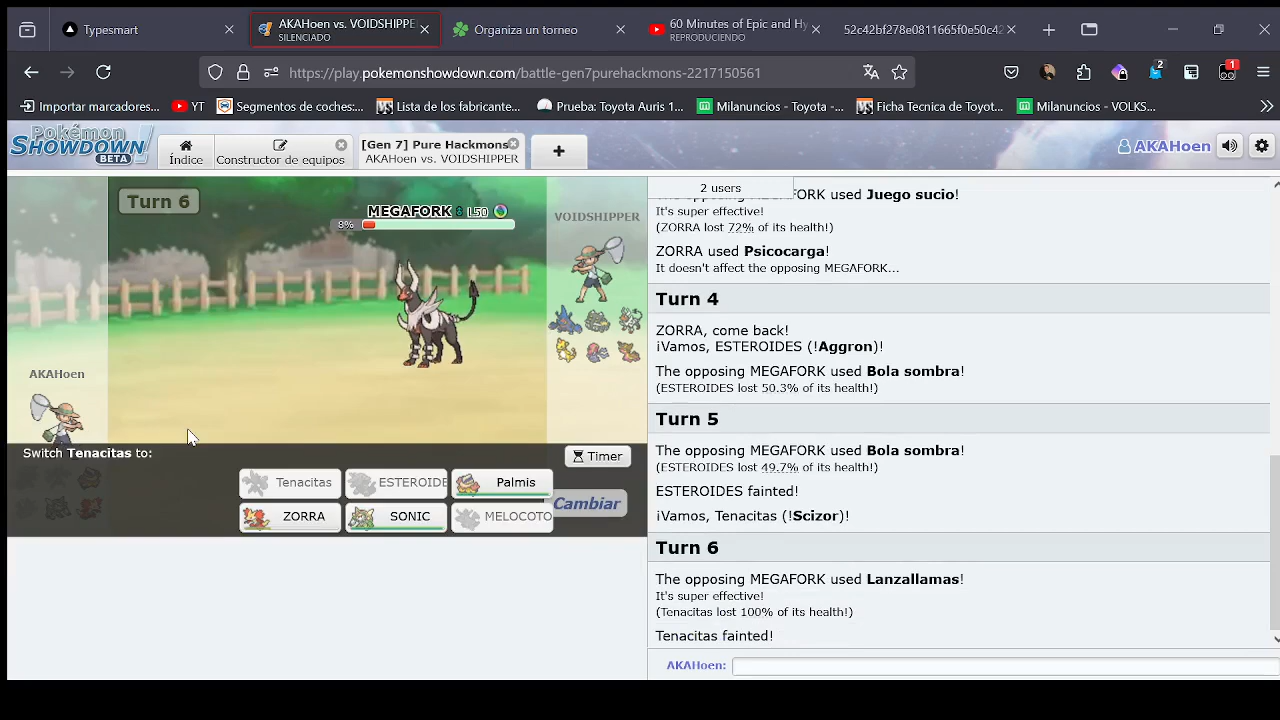 Typesmart
AKAHoen vs. VOIDSHIPPE
SILENCIADO
Organiza un torneo
60 Minutes of Epic and Hy
REPRODUCIENDO
52c42bf278e0811665f0e50c42
https://play.pokemonshowdown.com/battle-gen7purehackmons-2217150561
2
1
Importar marcadores...
YT
Segmentos de coches:...
Lista de los fabricante...
Prueba: Toyota Auris 1...
Milanuncios - Toyota -...
Ficha Tecnica de Toyot...
Milanuncios - VOLKS...
Pokémon
SHOWDOWN
BETA
Índice
Constructor de equipos
[Gen 7] Pure Hackmons
AKAHoen vs. VOIDSHIPPER
AKAHoen
Turn 6
MEGAFORK L50
8%
VOIDSHIPPER
AKAHoen
Switch Tenacitas to:
Timer
Tenacitas
ESTEROIDE
Palmis
ZORRA
SONIC
MELOCOTO
Cambiar
2 users
FORK used Juego sucio!
It's super effective!
(ZORRA lost 72% of its health!)
ZORRA used Psicocarga!
It doesn't affect the opposing MEGAFORK...
Turn 4
ZORRA, come back!
¡Vamos, ESTEROIDES (!Aggron)!
The opposing MEGAFORK used Bola sombra!
(ESTEROIDES lost 50.3% of its health!)
Turn 5
The opposing MEGAFORK used Bola sombra!
(ESTEROIDES lost 49.7% of its health!)
ESTEROIDES fainted!
¡Vamos, Tenacitas (!Scizor)!
Turn 6
The opposing MEGAFORK used Lanzallamas!
It's super effective!
(Tenacitas lost 100% of its health!)
Tenacitas fainted!
AKAHoen: